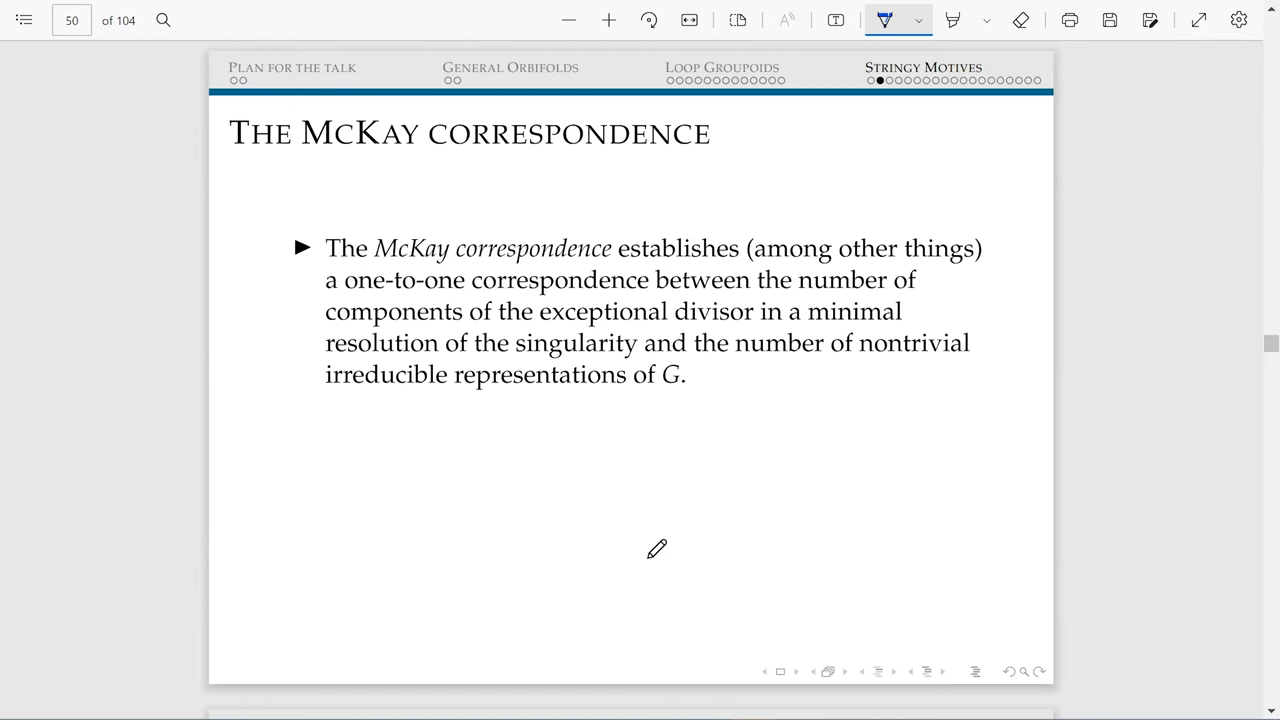 50 of 104
PLAN FOR THE TALK GENERAL ORBIFOLDS LOOP GROUPOIDS STRINGY MOTIVES
THE MCKAY CORRESPONDENCE
► The McKay correspondence establishes (among other things)
a one-to-one correspondence between the number of
components of the exceptional divisor in a minimal
resolution of the singularity and the number of nontrivial
irreducible representations of G.